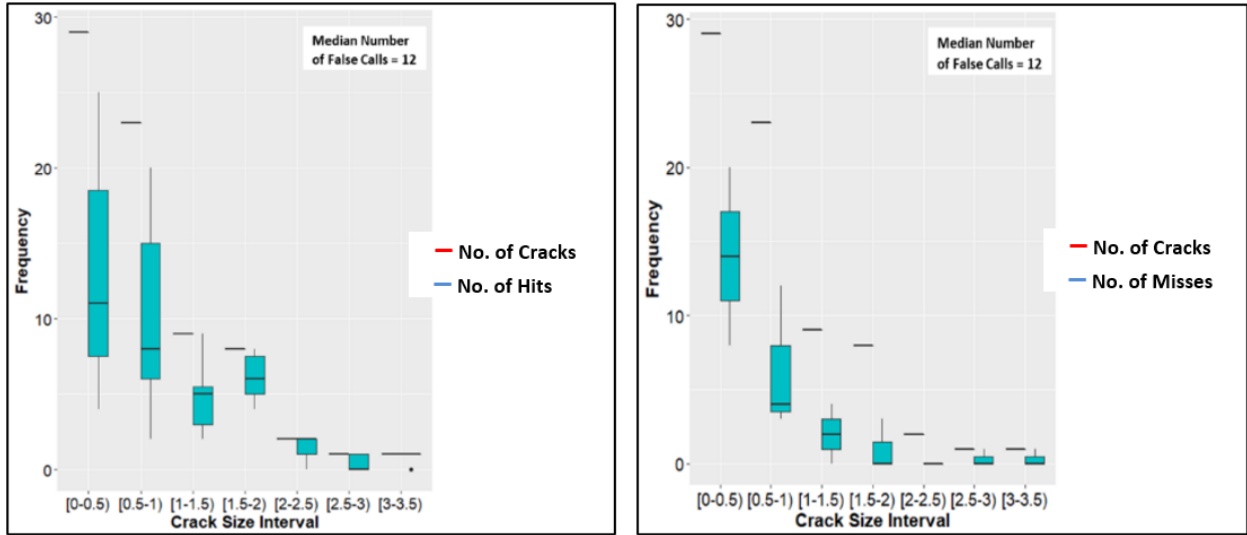 30
20
10
0
Frequency
Median Number
of False Calls = 12
[0-0.5) [0.5-1) [1-1.5) [1.5-2) [2-2.5) [2.5-3) [3-3.5)
Crack Size Interval
No. of Cracks
No. of Hits
30
20
10
0
Frequency
Median Number
of False Calls = 12
[0-0.5) [0.5-1) [1-1.5) [1.5-2) [2-2.5) [2.5-3) [3-3.5)
Crack Size Interval
No. of Cracks
No. of Misses